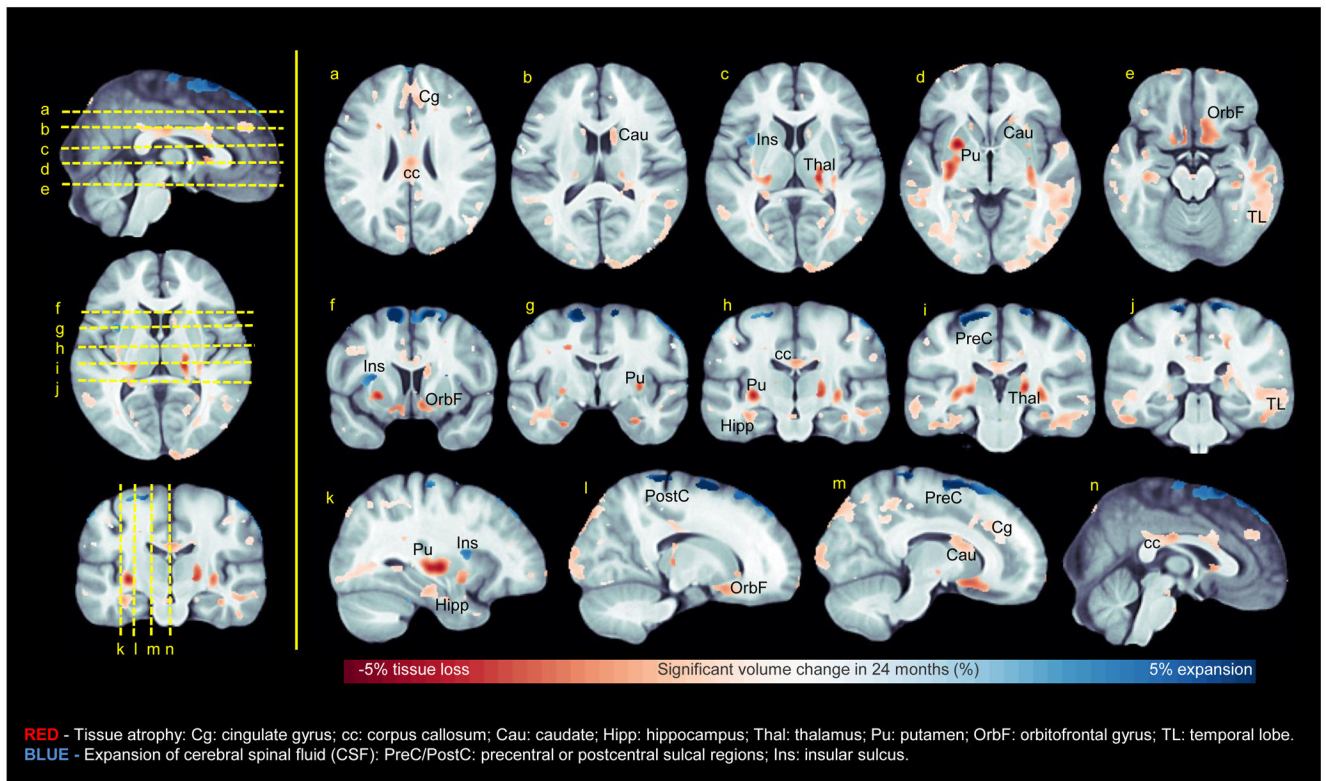 a
b
c
d
e
f
g
h
i
j
k l m n
a
Cg
cc
b
Cau
c
Ins
Thal
d
Cau
Pu
e
OrbF
TL
f
Ins
OrbF
g
Pu
h
cc
Pu
Hipp
i
PreC
Thal
j
TL
k
Pu
Ins
Hipp
l
PostC
OrbF
m
PreC
Cg
Cau
n
cc
-5% tissue loss Significant volume change in 24 months (%) 5% expansion
RED - Tissue atrophy: Cg: cingulate gyrus; cc: corpus callosum; Cau: caudate; Hipp: hippocampus; Thal: thalamus; Pu: putamen; OrbF: orbitofrontal gyrus; TL: temporal lobe.
BLUE - Expansion of cerebral spinal fluid (CSF): PreC/PostC: precentral or postcentral sulcal regions; Ins: insular sulcus.